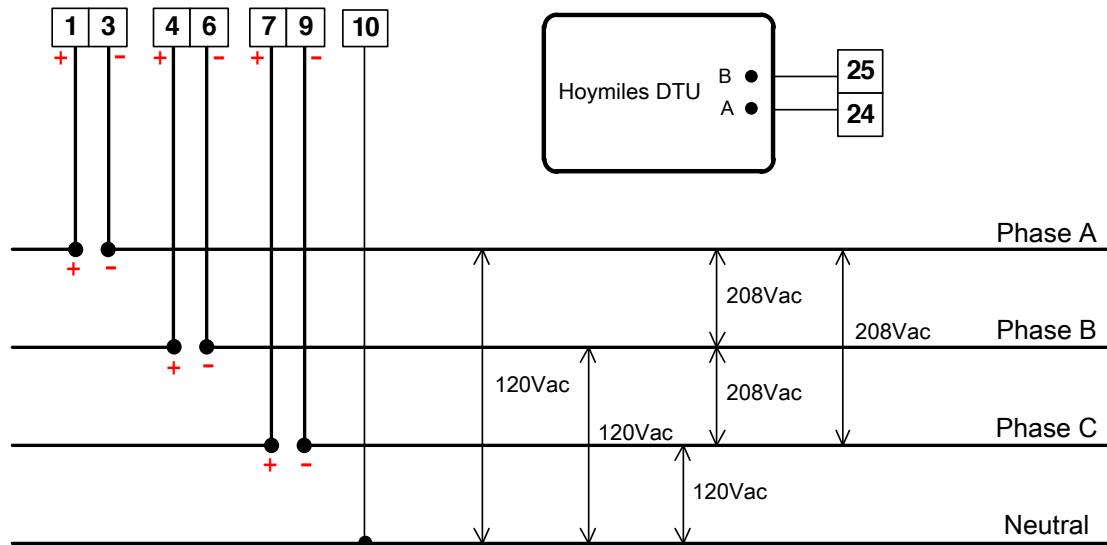 1 3 4 6 7 9 10
+ - + - + -
B 25
Hoymiles DTU
A 24
Phase A
+ -
208Vac
Phase B
208Vac
+ -
120Vac 208Vac
120Vac Phase C
+ -
120Vac
Neutral